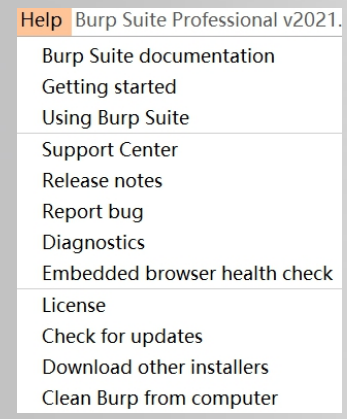 Help Burp Suite Professional v2021.
Burp Suite documentation
Getting started
Using Burp Suite
Support Center
Release notes
Report bug
Diagnostics
Embedded browser health check
License
Check for updates
Download other installers
Clean Burp from computer